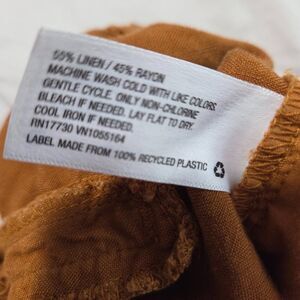 55% LINEN / 45% RAYON
MACHINE WASH COLD WITH LIKE COLORS
GENTLE CYCLE. ONLY NON-CHLORINE
BLEACH IF NEEDED. LAY FLAT TO DRY.
COOL IRON IF NEEDED.
RN17730 VN1055164
LABEL MADE FROM 100% RECYCLED PLASTIC